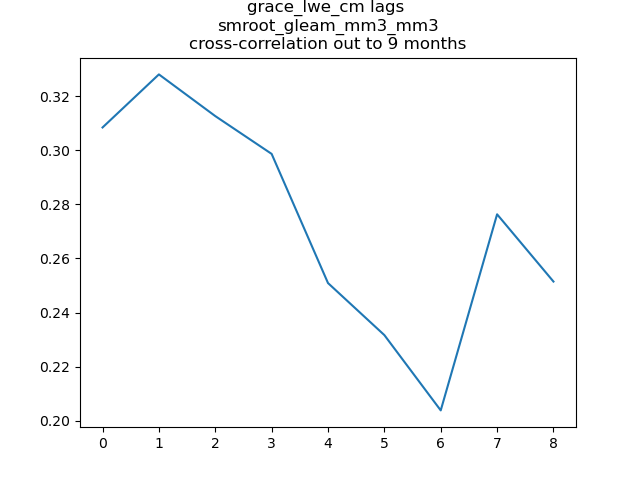 grace_lwe_cm lags
smroot_gleam_mm3_mm3
cross-correlation out to 9 months
0.32
0.30
0.28
0.26
0.24
0.22
0.20
0 1 2 3 4 5 6 7 8